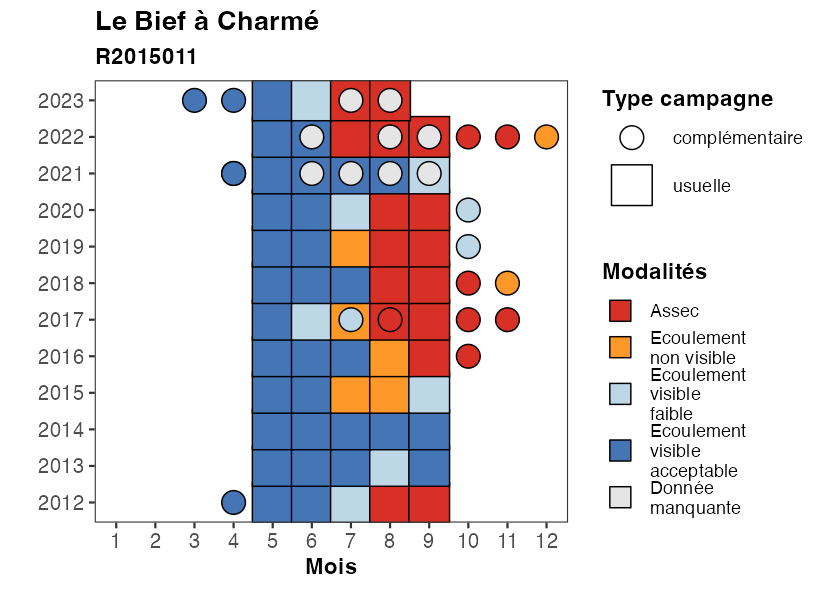 Le Bief à Charmé
R2015011
2023
2022
2021
2020
2019
2018
2017
2016
2015
2014
2013
2012
1 2 3 4 5 6 7 8 9 10 11 12
Mois
Type campagne
complémentaire
usuelle
Modalités
Assec
Ecoulement
non visible
Ecoulement
visible
faible
Ecoulement
visible
acceptable
Donnée
manquante